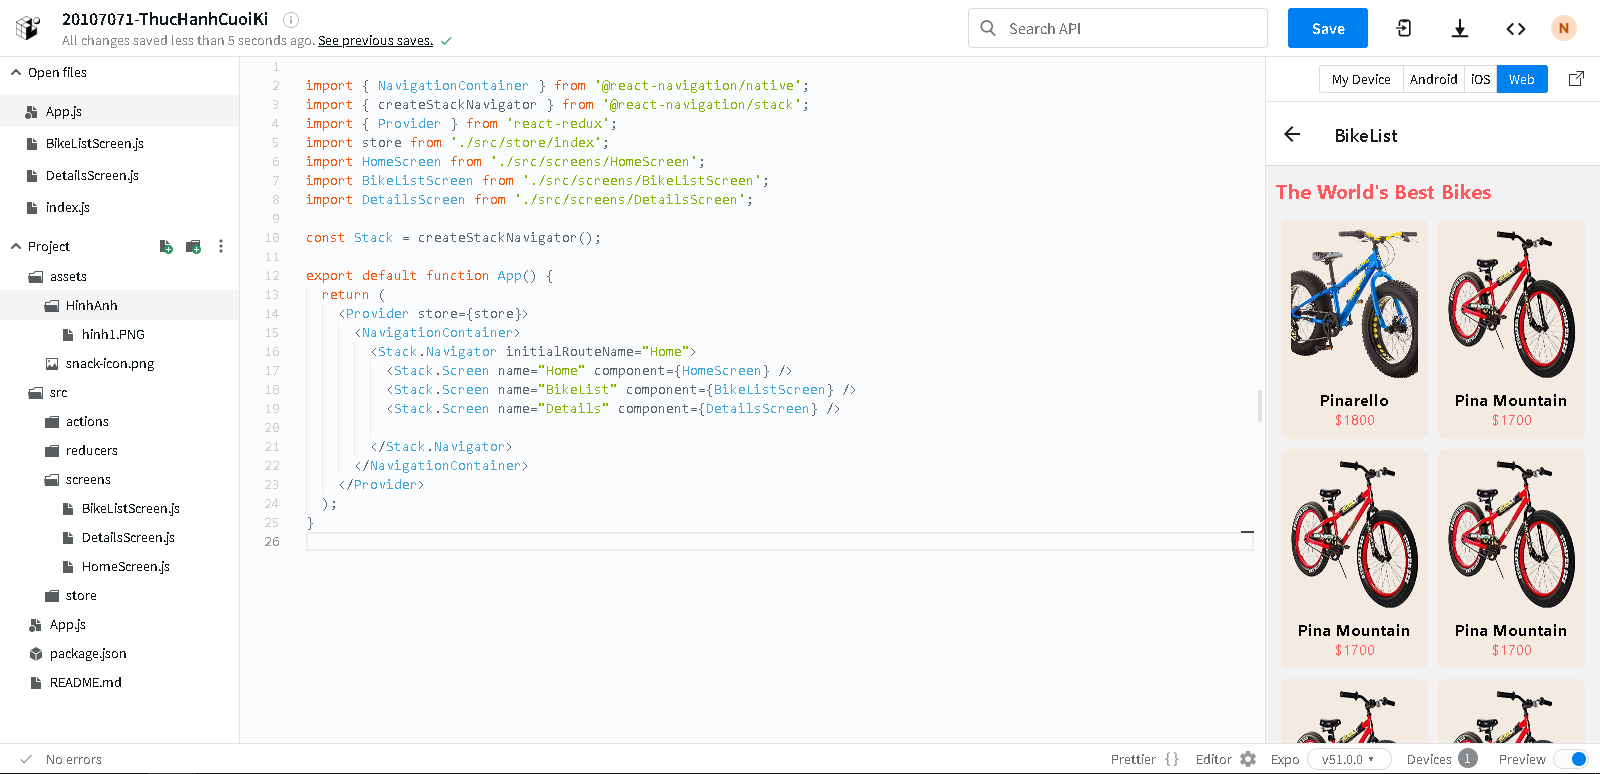 20107071-ThucHanhCuoiKi
All changes saved less than 5 seconds ago. See previous saves.
Search API
Save
N
Open files
App.js
BikeListScreen.js
DetailsScreen.js
index.js
Project
assets
HinhAnh
hinh1.PNG
snack-icon.png
src
actions
reducers
screens
BikeListScreen.js
DetailsScreen.js
HomeScreen.js
store
App.js
package.json
README.md
1
2 import { NavigationContainer } from '@react-navigation/native';
3 import { createStackNavigator } from '@react-navigation/stack';
4 import { Provider } from 'react-redux';
5 import store from './src/store/index';
6 import HomeScreen from './src/screens/HomeScreen';
7 import BikeListScreen from './src/screens/BikeListScreen';
8 import DetailsScreen from './src/screens/DetailsScreen';
9
10 const Stack = createStackNavigator();
11
12 export default function App() {
13   return (
14     <Provider store={store}>
15       <NavigationContainer>
16         <Stack.Navigator initialRouteName="Home">
17           <Stack.Screen name="Home" component={HomeScreen} />
18           <Stack.Screen name="BikeList" component={BikeListScreen} />
19           <Stack.Screen name="Details" component={DetailsScreen} />
20
21         </Stack.Navigator>
22       </NavigationContainer>
23     </Provider>
24   );
25 }
26
My Device Android iOS Web
BikeList
The World's Best Bikes
Pinarello
$1800
Pina Mountain
$1700
Pina Mountain
$1700
Pina Mountain
$1700
No errors
Prettier { } Editor Expo v51.0.0 Devices 1 Preview